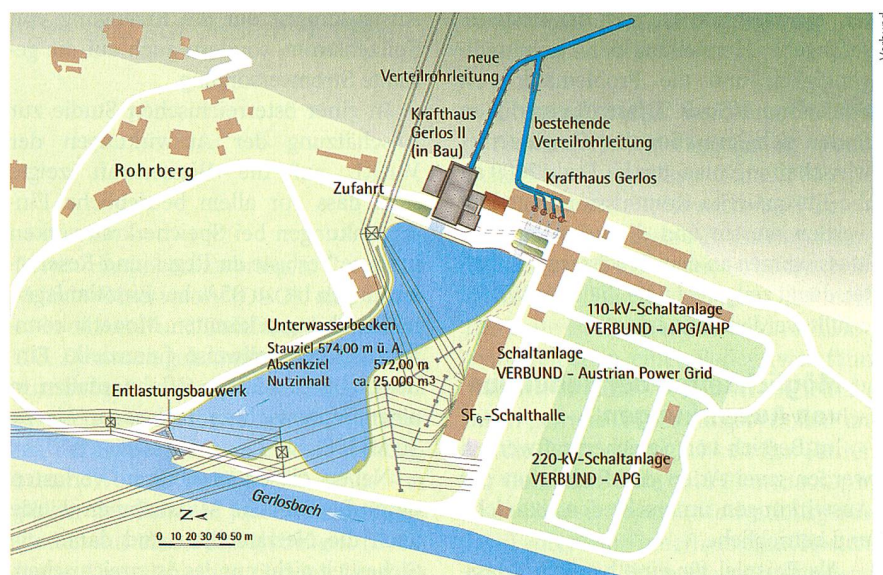 Verbund
neue
Verteilrohrleitung
Krafthaus
Gerlos II
(in Bau)
bestehende
Verteilrohrleitung
Krafthaus Gerlos
Rohrberg
Zufahrt
110-kV-Schaltanlage
VERBUND - APG/AHP
Unterwasserbecken
Stauziel 574,00 m ü. A.
Absenkziel 572,00 m
Nutzinhalt ca. 25.000 m³
Schaltanlage
VERBUND - Austrian Power Grid
Entlastungsbauwerk
SF₆-Schalthalle
220-kV-Schaltanlage
VERBUND - APG
Gerlosbach
N
0 10 20 30 40 50 m